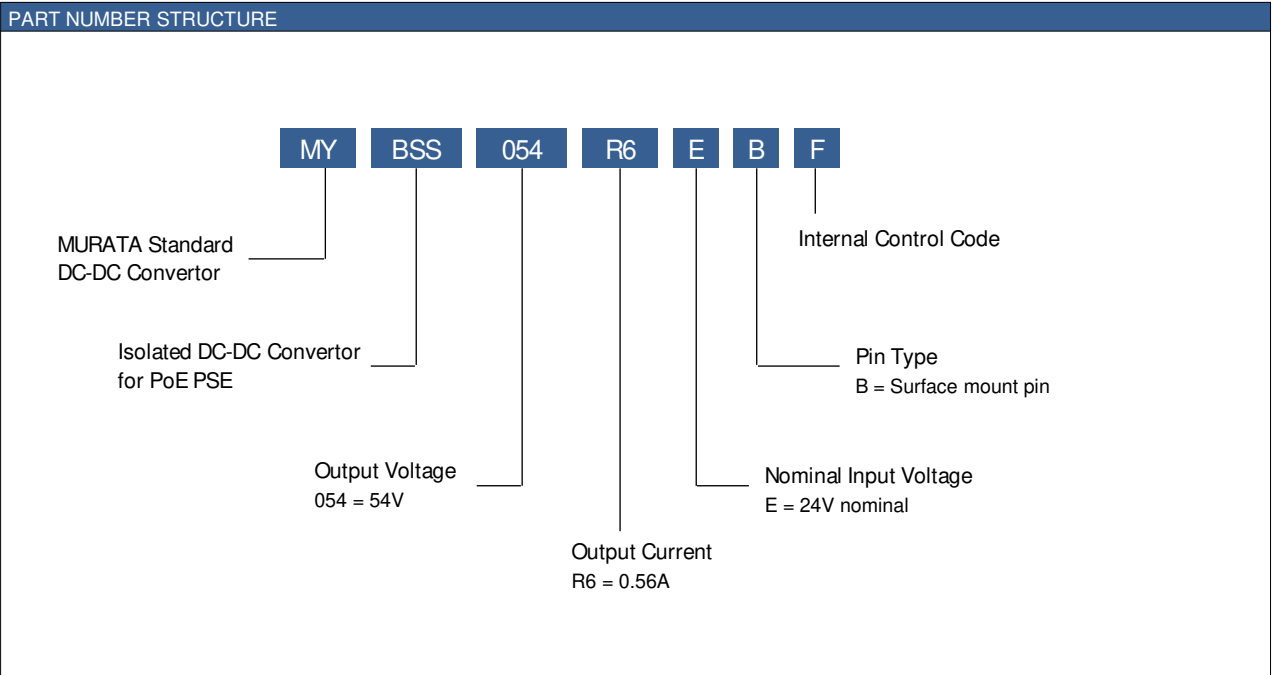 PART NUMBER STRUCTURE
MY BSS 054 R6 E B F
MURATA Standard
DC-DC Convertor
Internal Control Code
Isolated DC-DC Convertor
for PoE PSE
Pin Type
B = Surface mount pin
Output Voltage
054 = 54V
Nominal Input Voltage
E = 24V nominal
Output Current
R6 = 0.56A